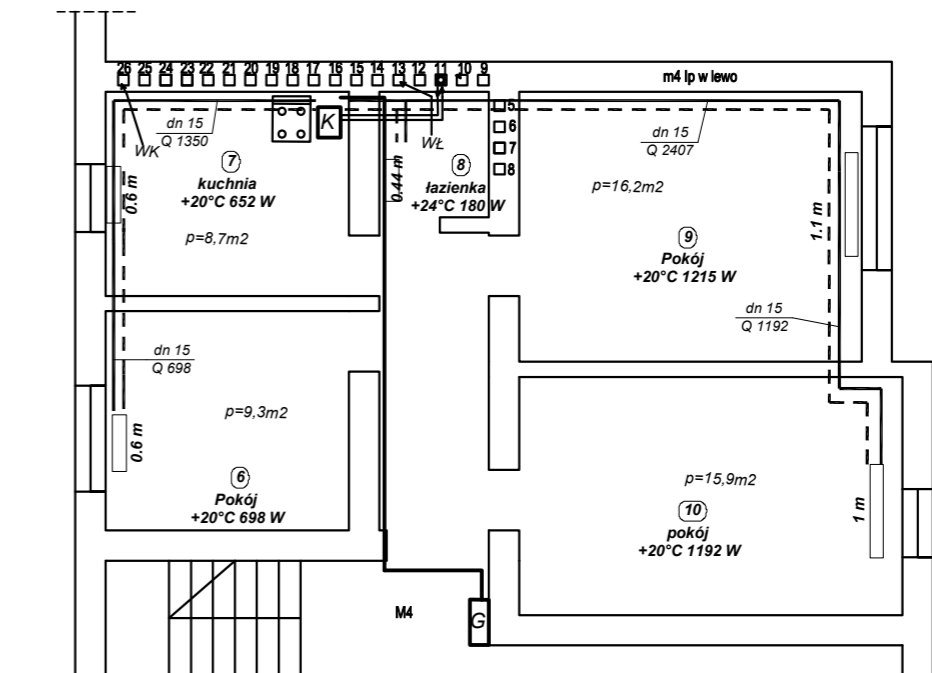 26 25 24 23 22 21 20 19 18 17 16 15 14 13 12 11 10 9
m4 Ip w lewo
5
6
7
8
dn 15
Q 1350
WK
K
WŁ
7
kuchnia
+20°C 652 W
p=8,7m2
0.6 m
0.44 m
8
łazienka
+24°C 180 W
dn 15
Q 2407
p=16,2m2
1.1 m
9
Pokój
+20°C 1215 W
dn 15
Q 1192
dn 15
Q 698
p=9,3m2
0.6 m
6
Pokój
+20°C 698 W
p=15,9m2
10
pokój
+20°C 1192 W
1 m
M4
G